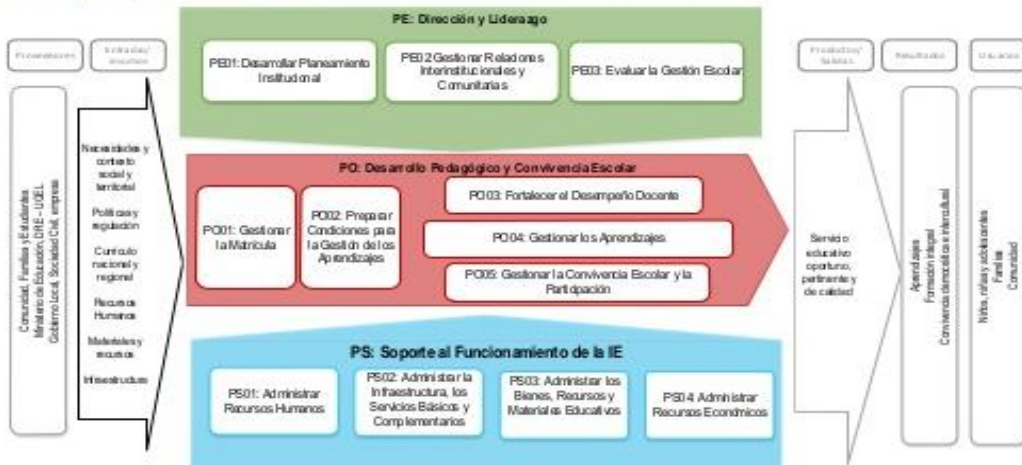 PE: Dirección y Liderazgo
Proveedores
Entradas/
insumos
PE01: Desarrollar Planeamiento
Institucional
PE02 Gestionar Relaciones
Interinstitucionales y
Comunitarias
PE03: Evaluar la Gestión Escolar
Productos/
Salidas
Resultados
Usuarios
Comunidad, Familias y Estudiantes
Ministerio de Educación, DRE – UGEL
Gobierno Local, Sociedad Civil, empresa
Necesidades y
contexto
social y
territorial
Políticas y
regulación
Currículo
nacional y
regional
Recursos
Humanos
Materiales y
recursos
Infraestructura
PO: Desarrollo Pedagógico y Convivencia Escolar
PO01: Gestionar
la Matrícula
PO02: Preparar
Condiciones para
la Gestión de los
Aprendizajes
PO03: Fortalecer el Desempeño Docente
PO04: Gestionar los Aprendizajes
PO05: Gestionar la Convivencia Escolar y la
Participación
Servicio
educativo
oportuno,
pertinente y
de calidad
Aprendizajes
Formación integral
Convivencia democrática e intercultural
Niños, niñas y adolescentes
Familias
Comunidad
PS: Soporte al Funcionamiento de la IE
PS01: Administrar
Recursos Humanos
PS02: Administrar la
Infraestructura, los
Servicios Básicos y
Complementarios
PS03: Administrar los
Bienes, Recursos y
Materiales Educativos
PS04 Administrar
Recursos Económicos